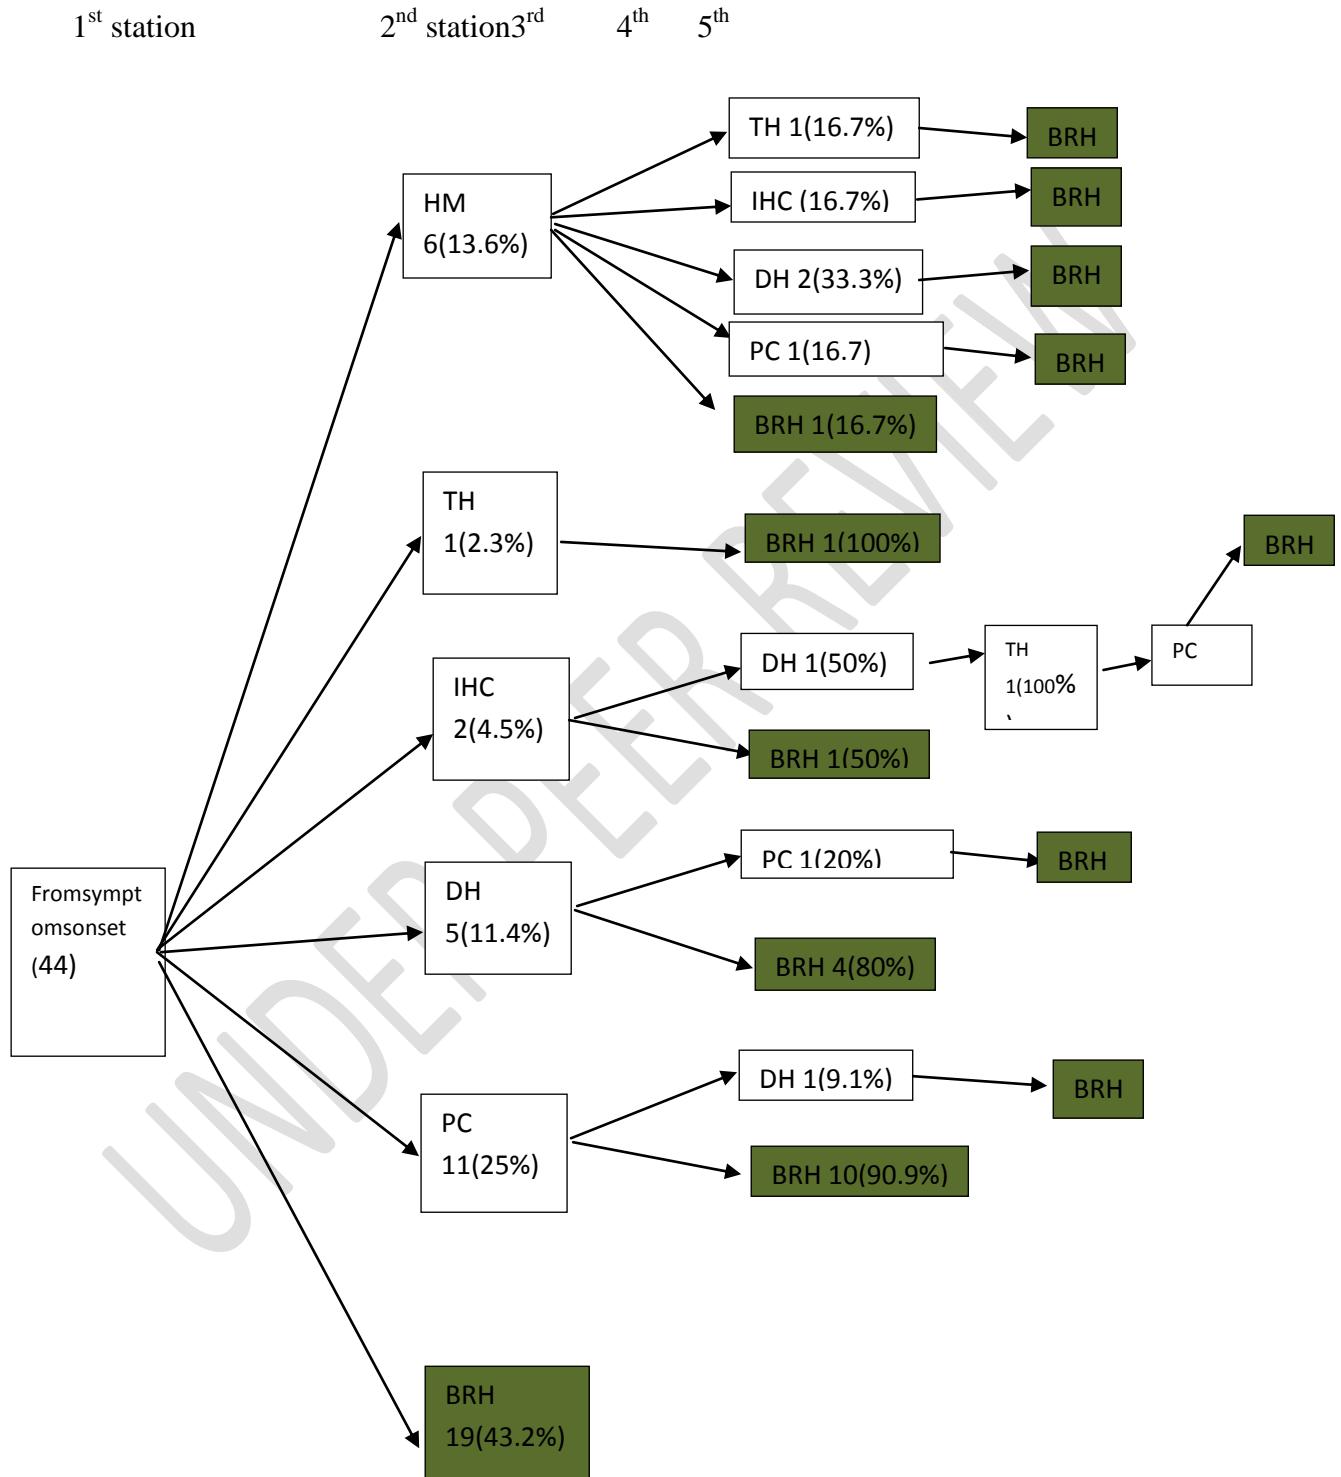 1st station 2nd station3rd 4th 5th
TH 1(16.7%)
BRH
HM
6(13.6%)
IHC (16.7%)
BRH
DH 2(33.3%)
BRH
PC 1(16.7)
BRH
BRH 1(16.7%)
TH
1(2.3%)
BRH 1(100%)
BRH
IHC
2(4.5%)
DH 1(50%)
TH
1(100%
)
PC
BRH 1(50%)
Fromsympt
omsonset
(44)
DH
5(11.4%)
PC 1(20%)
BRH
BRH 4(80%)
PC
11(25%)
DH 1(9.1%)
BRH
BRH 10(90.9%)
BRH
19(43.2%)
UNDER PEER REVIEW